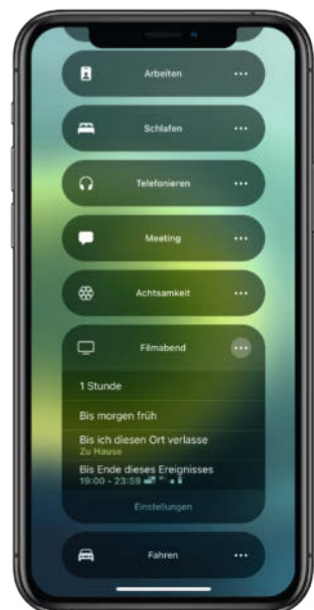 Arbeiten
Schlafen
Telefonieren
Meeting
Achtsamkeit
Filmabend
1 Stunde
Bis morgen früh
Bis ich diesen Ort verlasse
Zu Hause
Bis Ende dieses Ereignisses
19:00 - 23:59
Einstellungen
Fahren